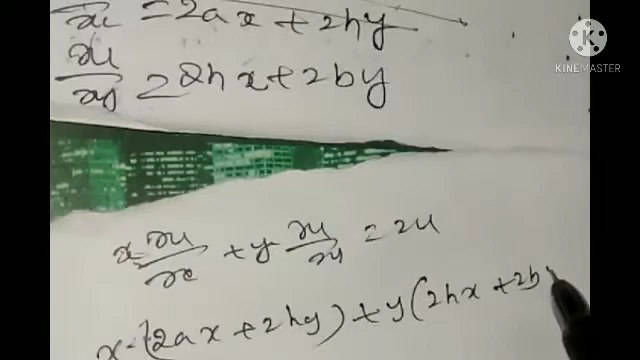 ∂u/∂x = 2ax + 2hy
KINEMASTER
∂u/∂y = 2hx + 2by
x ∂u/∂x + y ∂u/∂y = 2u
x (2ax + 2hy) + y(2hx + 2b